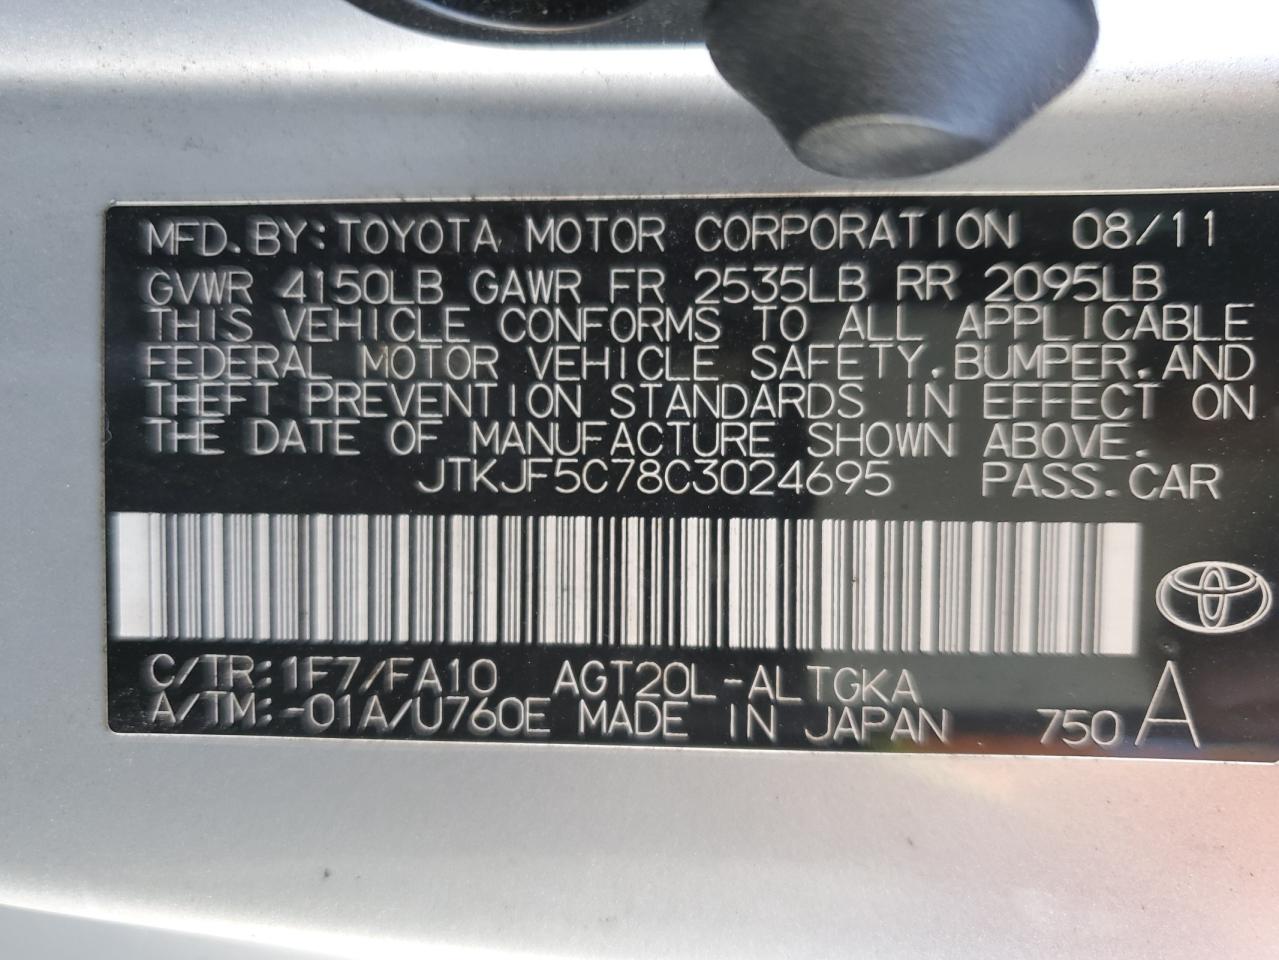 MFD.BY:TOYOTA MOTOR CORPORATION 08/11
GVWR 4150LB GAWR FR 2535LB RR 2095LB
THIS VEHICLE CONFORMS TO ALL APPLICABLE
FEDERAL MOTOR VEHICLE SAFETY,BUMPER,AND
THEFT PREVENTION STANDARDS IN EFFECT ON
THE DATE OF MANUFACTURE SHOWN ABOVE.
JTKJF5C78C3024695 PASS.CAR
C/TR:1F7/FA10 AGT20L-ALTGKA
A/TM:-01A/U760E MADE IN JAPAN 750 A